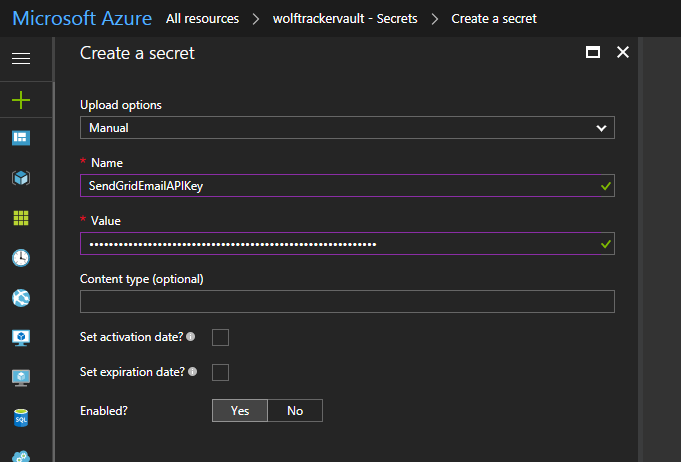 Microsoft Azure All resources > wolftrackervault - Secrets > Create a secret
Create a secret
Upload options
Manual
* Name
SendGridEmailAPIKey
* Value
••••••••••••••••••••••••••••••••••••••••••••••••••••••••••••
Content type (optional)
Set activation date?
Set expiration date?
Enabled? Yes No
SQL